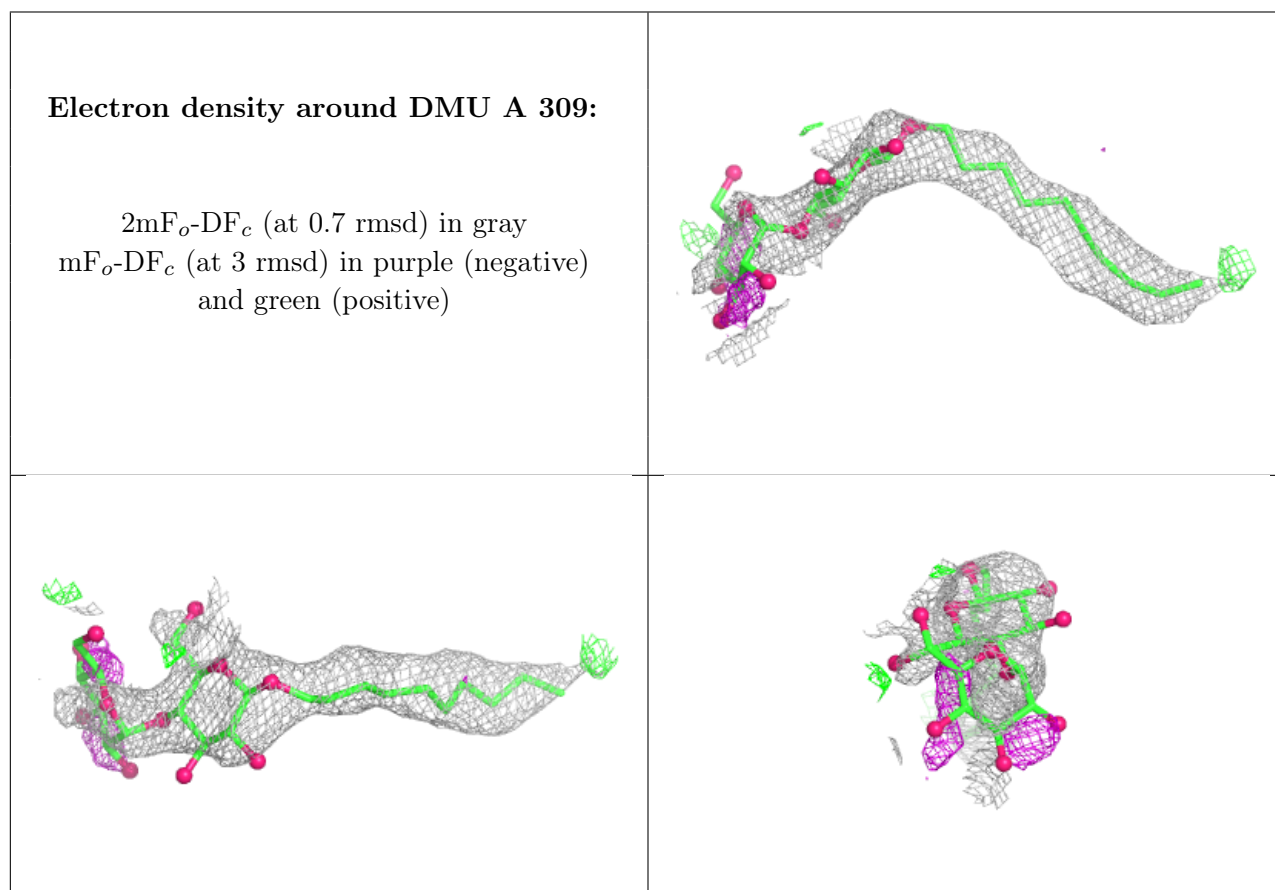 Electron density around DMU A 309:
2mFo-DFc (at 0.7 rmsd) in gray
mFo-DFc (at 3 rmsd) in purple (negative)
and green (positive)